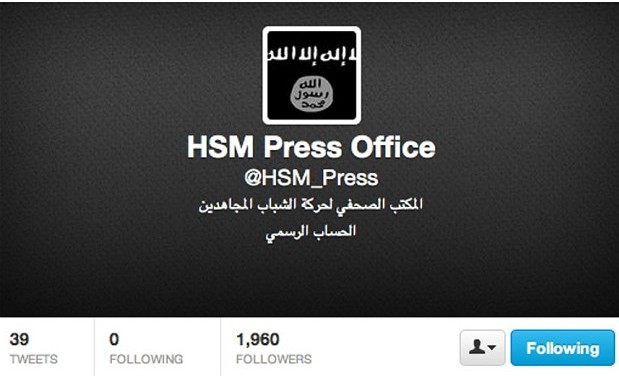 لا إله إلا الله
الله
رسول
محمد
HSM Press Office
@HSM_Press
المكتب الصحفي لحركة الشباب المجاهدين
الحساب الرسمي
39
TWEETS
0
FOLLOWING
1,960
FOLLOWERS
Following